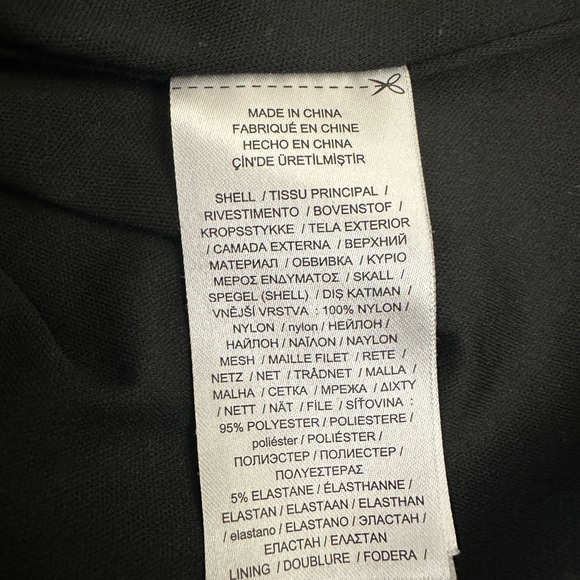 MADE IN CHINA
FABRIQUÉ EN CHINE
HECHO EN CHINA
ÇİN'DE ÜRETİLMİŞTİR
SHELL / TISSU PRINCIPAL /
RIVESTIMENTO / BOVENSTOF /
KROPSSTYKKE / TELA EXTERIOR
/ CAMADA EXTERNA / ВЕРХНИЙ
МАТЕРИАЛ / ОБВИВКА / ΚΥΡΙΟ
ΜΕΡΟΣ ΕΝΔΥΜΑΤΟΣ / SKALL /
SPEGEL (SHELL) / DIŞ KATMAN /
VNĚJŠÍ VRSTVA : 100% NYLON /
NYLON / nylon / НЕЙЛОН /
НАЙЛОН / ΝΑΪΛΟΝ / NAYLON
MESH / MAILLE FILET / RETE /
NETZ / NET / TRÅDNET / MALLA /
MALHA / СЕТКА / МРЕЖА / ΔΙΧΤΥ
/ NETT / NÄT / FİLE / SÍŤOVINA :
95% POLYESTER / POLIESTERE /
poliéster / POLIÉSTER /
ПОЛИЭСТЕР / ПОЛИЕСТЕР /
ΠΟΛΥΕΣΤΕΡΑΣ
5% ELASTANE / ÉLASTHANNE /
ELASTAN / ELASTAAN / ELASTHAN
/ elastano / ELASTANO / ЭЛАСТАН /
ЕЛАСТАН / ΕΛΑΣΤΑΝ
LINING / DOUBLURE / FODERA /